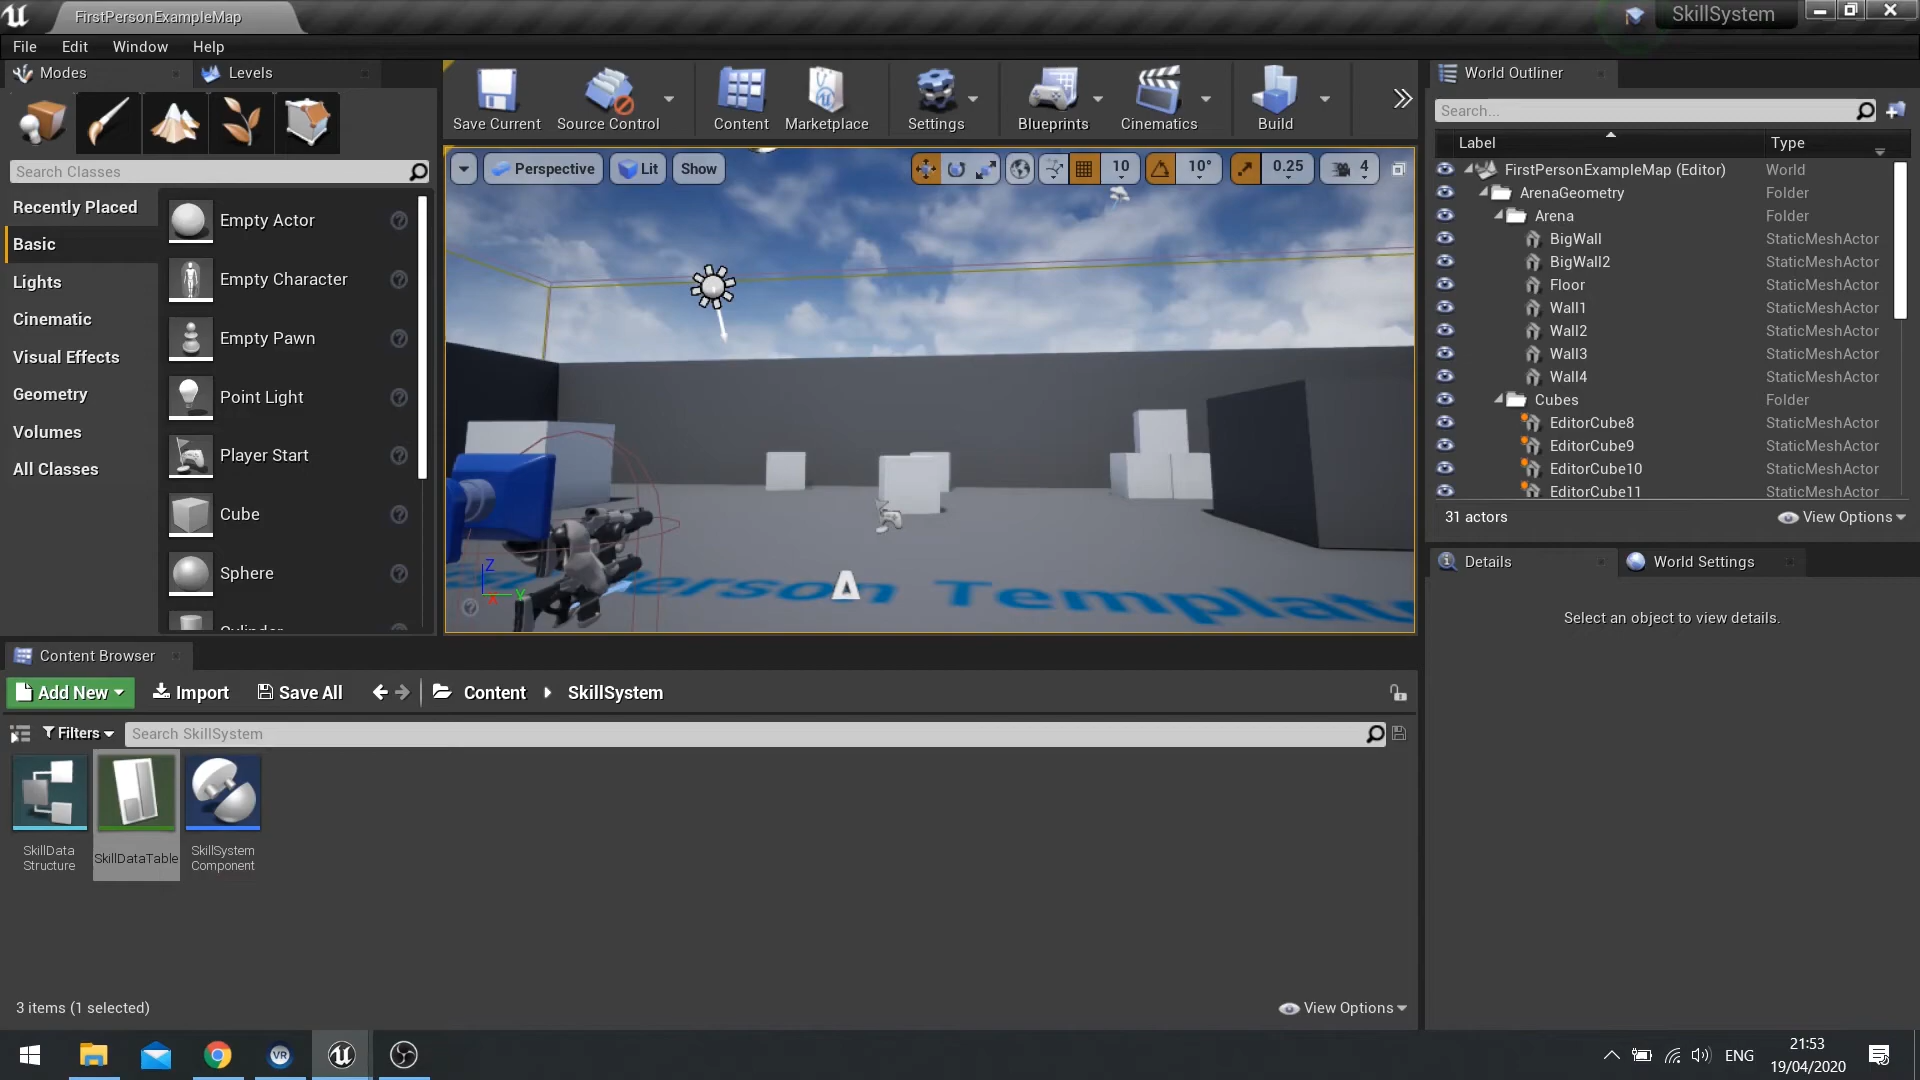 FirstPersonExampleMap
SkillSystem
File Edit Window Help
Modes
Levels
Search Classes
Recently Placed
Basic
Lights
Cinematic
Visual Effects
Geometry
Volumes
All Classes
Empty Actor
Empty Character
Empty Pawn
Point Light
Player Start
Cube
Sphere
Cylinder
Save Current
Source Control
Content
Marketplace
Settings
Blueprints
Cinematics
Build
Perspective
Lit
Show
10
10°
0.25
4
Person Template
Z
X
Y
World Outliner
Search...
Label Type
FirstPersonExampleMap (Editor) World
ArenaGeometry Folder
Arena Folder
BigWall StaticMeshActor
BigWall2 StaticMeshActor
Floor StaticMeshActor
Wall1 StaticMeshActor
Wall2 StaticMeshActor
Wall3 StaticMeshActor
Wall4 StaticMeshActor
Cubes Folder
EditorCube8 StaticMeshActor
EditorCube9 StaticMeshActor
EditorCube10 StaticMeshActor
EditorCube11 StaticMeshActor
31 actors
View Options
Details
World Settings
Select an object to view details.
Content Browser
Add New
Import
Save All
Content
SkillSystem
Filters
Search SkillSystem
SkillData
Structure
SkillDataTable
SkillSystem
Component
3 items (1 selected)
View Options
VR
ENG
21:53
19/04/2020